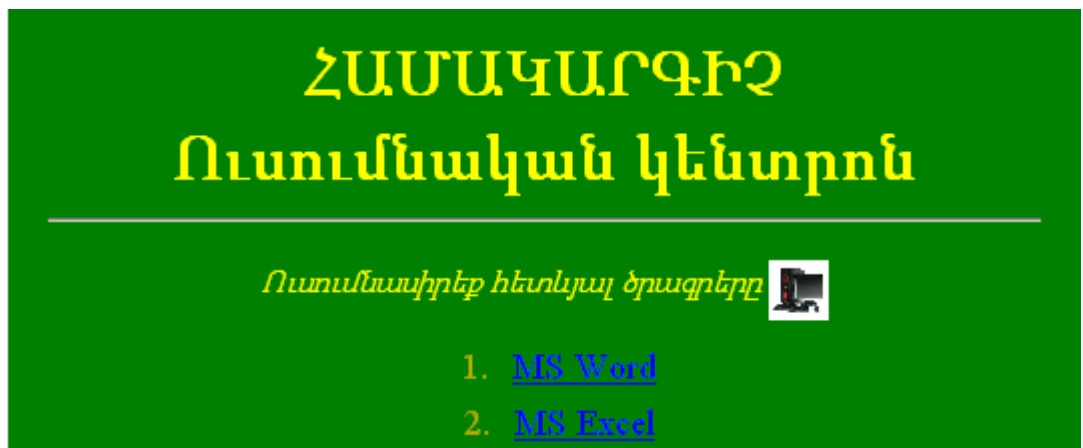 ՀԱՄԱԿԱՐԳԻՉ
Ուսումնական կենտրոն
Ուսումնասիրեք հետևյալ ծրագրերը
1. MS Word
2. MS Excel